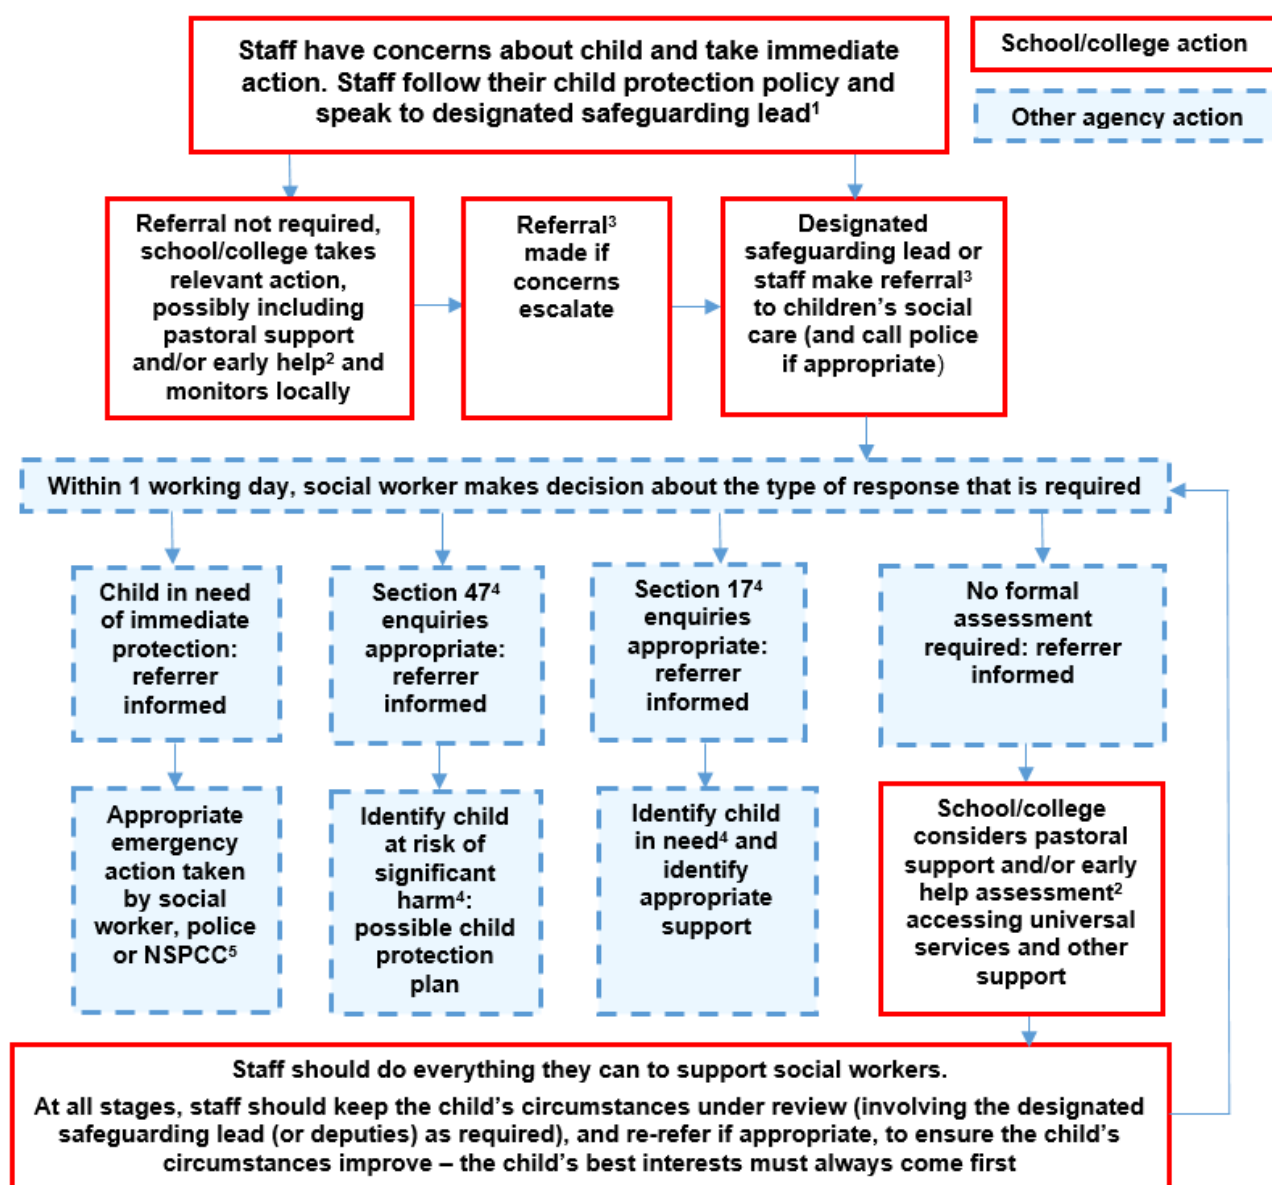 Staff have concerns about child and take immediate
action. Staff follow their child protection policy and
speak to designated safeguarding lead¹
School/college action
Other agency action
Referral not required,
school/college takes
relevant action,
possibly including
pastoral support
and/or early help² and
monitors locally
Referral³
made if
concerns
escalate
Designated
safeguarding lead or
staff make referral³
to children’s social
care (and call police
if appropriate)
Within 1 working day, social worker makes decision about the type of response that is required
Child in need
of immediate
protection:
referrer
informed
Section 47⁴
enquiries
appropriate:
referrer
informed
Section 17⁴
enquiries
appropriate:
referrer
informed
No formal
assessment
required: referrer
informed
Appropriate
emergency
action taken
by social
worker, police
or NSPCC⁵
Identify child
at risk of
significant
harm⁴:
possible child
protection
plan
Identify child
in need⁴ and
identify
appropriate
support
School/college
considers pastoral
support and/or early
help assessment²
accessing universal
services and other
support
Staff should do everything they can to support social workers.
At all stages, staff should keep the child’s circumstances under review (involving the designated
safeguarding lead (or deputies) as required), and re-refer if appropriate, to ensure the child’s
circumstances improve – the child’s best interests must always come first